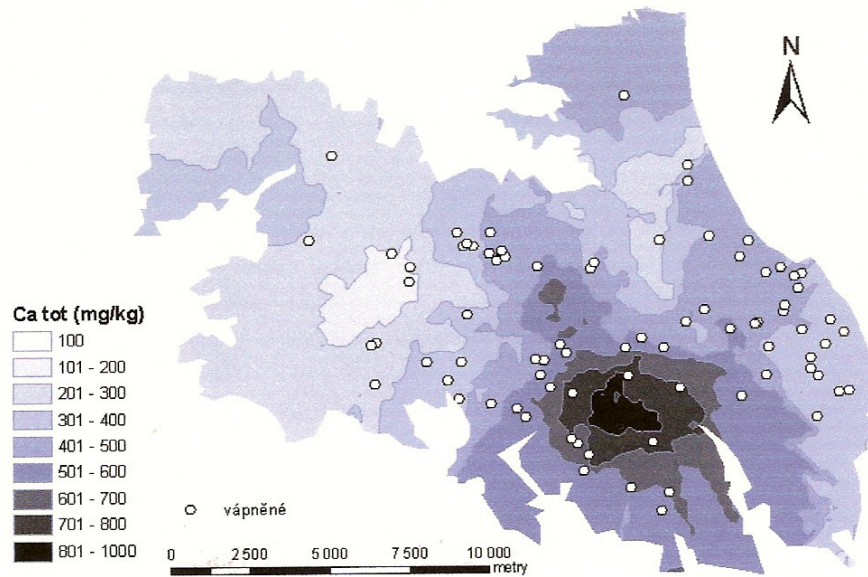 N
Ca tot (mg/kg)
100
101 - 200
201 - 300
301 - 400
401 - 500
501 - 600
601 - 700
701 - 800
801 - 1000
vápněné
0 2 500 5 000 7 500 10 000
metry